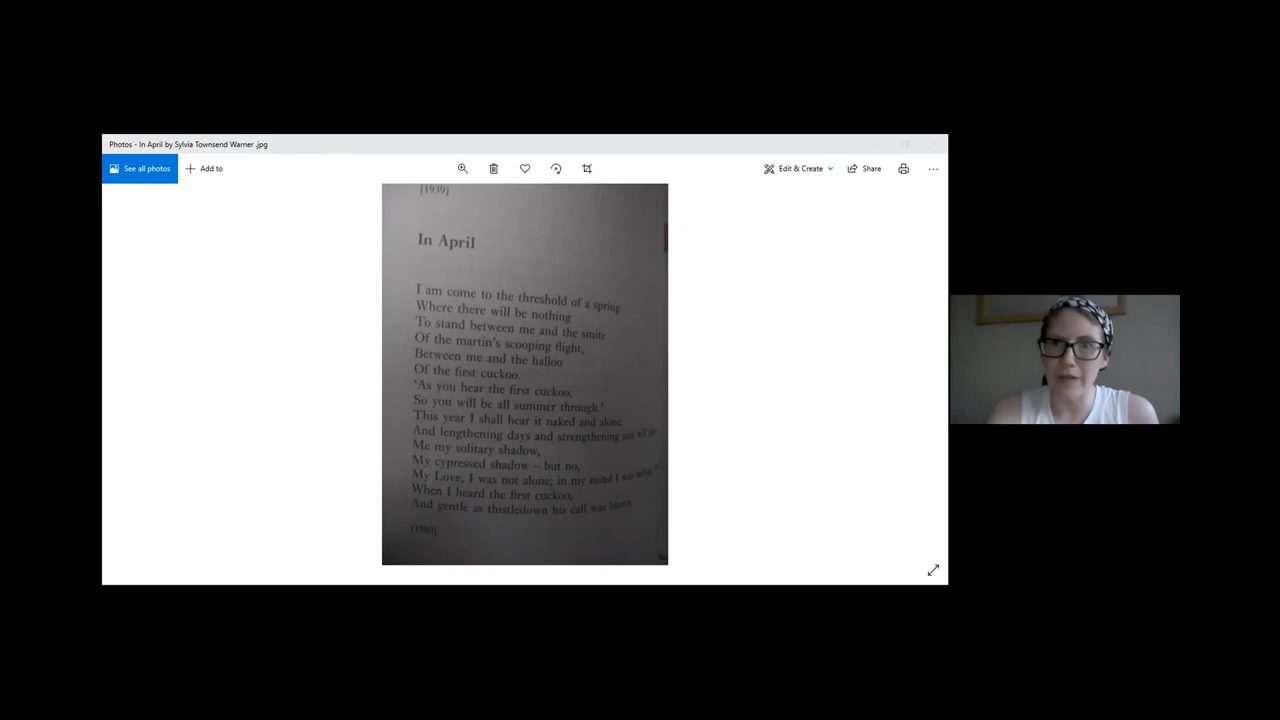 Photos - In April by Sylvia Townsend Warner .jpg
See all photos
Add to
Edit & Create
Share
[1939]
In April
I am come to the threshold of a spring
Where there will be nothing
To stand between me and the smite
Of the martin's scooping flight,
Between me and the halloo
Of the first cuckoo.
'As you hear the first cuckoo,
So you will be all summer through.'
This year I shall hear it naked and alone;
And lengthening days and strengthening sun will
Me my solitary shadow,
My cypressed shadow – but no,
My Love, I was not alone; in my mind I was
When I heard the first cuckoo,
And gentle as thistledown his call was blown.
[1980]